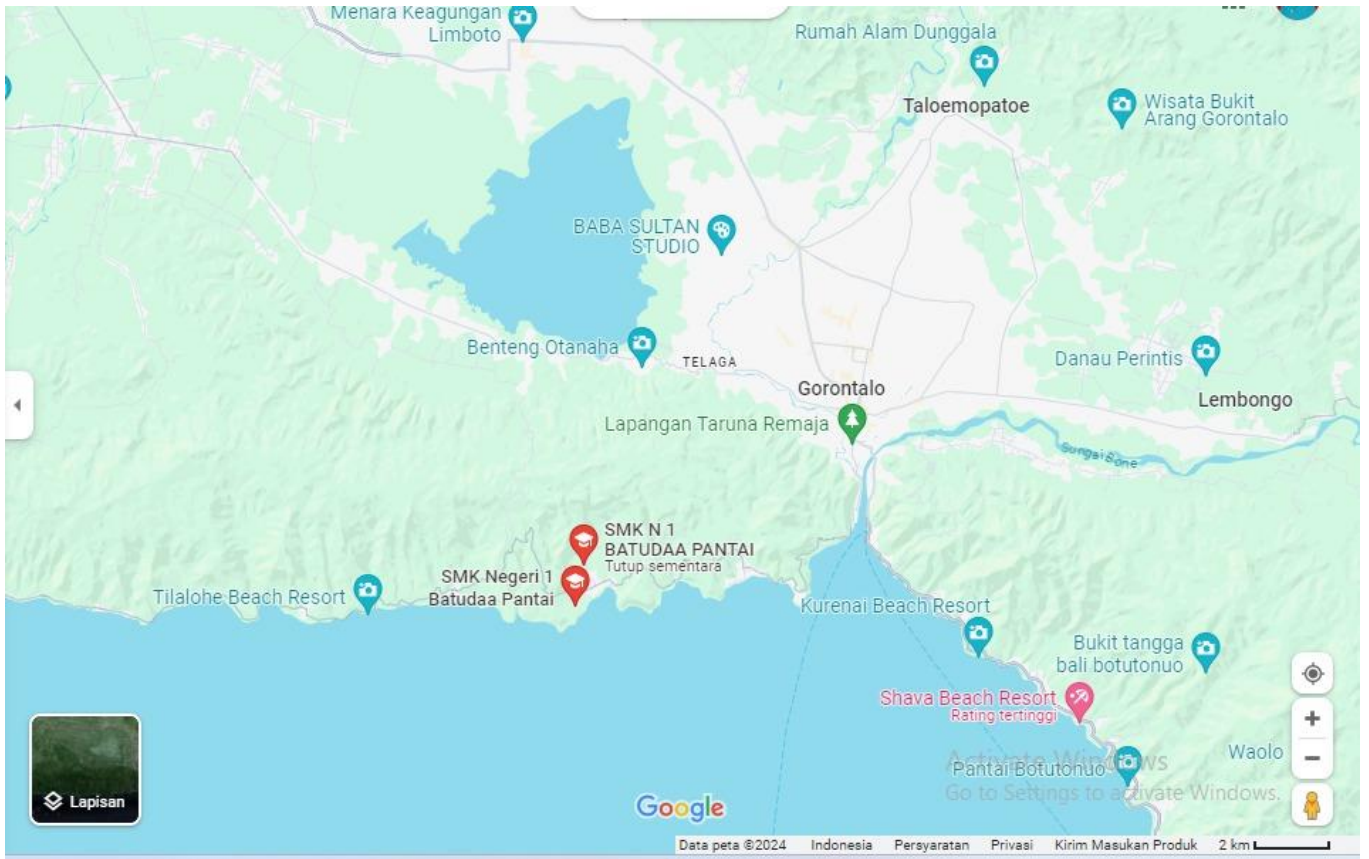 Menara Keagungan
Limboto
Rumah Alam Dunggala
Taloemopatoe
Wisata Bukit
Arang Gorontalo
BABA SULTAN
STUDIO
Benteng Otanaha
TELAGA
Danau Perintis
Gorontalo
Lembongo
Lapangan Taruna Remaja
Sungai Bone
SMK N 1
BATUDAA PANTAI
Tutup sementara
SMK Negeri 1
Batudaa Pantai
Tilalohe Beach Resort
Kurenai Beach Resort
Bukit tangga
bali botutonuo
Shava Beach Resort
Rating tertinggi
Waolo
Activate Windows
Pantai Botutonuo
Go to Settings to activate Windows.
Lapisan
Google
Data peta ©2024 Indonesia Persyaratan Privasi Kirim Masukan Produk 2 km